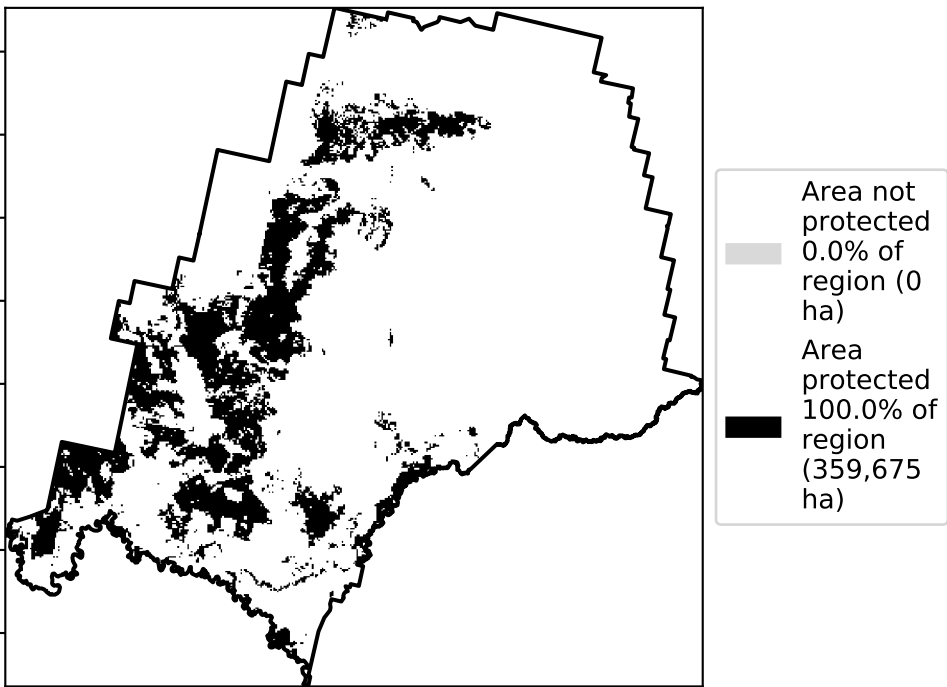 Area not
protected
0.0% of
region (0
ha)
Area
protected
100.0% of
region
(359,675
ha)